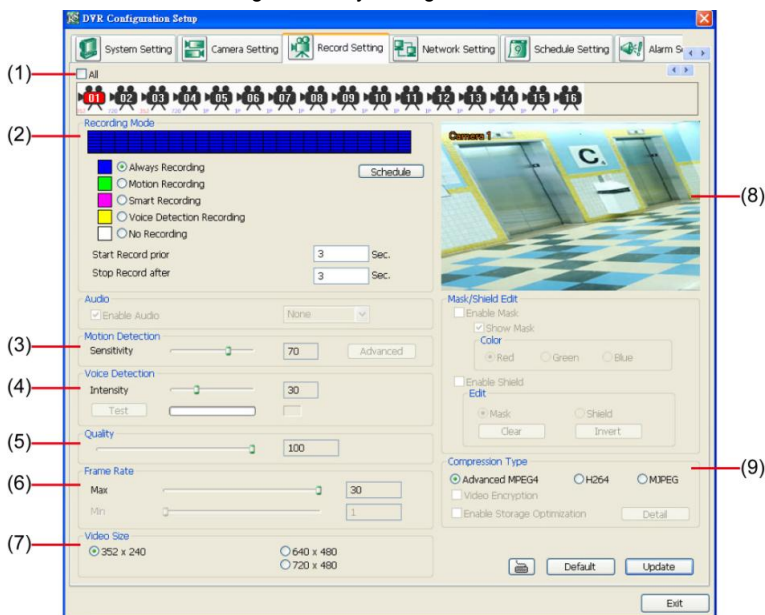 DVR Configuration Setup
System Setting Camera Setting Record Setting Network Setting Schedule Setting Alarm S
(1)
All
01 02 03 04 05 06 07 08 09 10 11 12 13 14 15 16
(2)
Recording Mode
Always Recording
Schedule
Motion Recording
Smart Recording
Voice Detection Recording
No Recording
Start Record prior 3 Sec.
Stop Record after 3 Sec.
Camera 1
C
(8)
Audio
Enable Audio None
(3)
Motion Detection
Sensitivity 70 Advanced
(4)
Voice Detection
Intensity 30
Test
(5)
Quality
100
(6)
Frame Rate
Max 30
Min 1
(7)
Video Size
352 x 240
640 x 480
720 x 480
Mask/Shield Edit
Enable Mask
Show Mask
Color
Red Green Blue
Enable Shield
Edit
Mask Shield
Clear Invert
(9)
Compression Type
Advanced MPEG4 H264 MJPEG
Video Encryption
Enable Storage Optimization Detail
Default Update
Exit